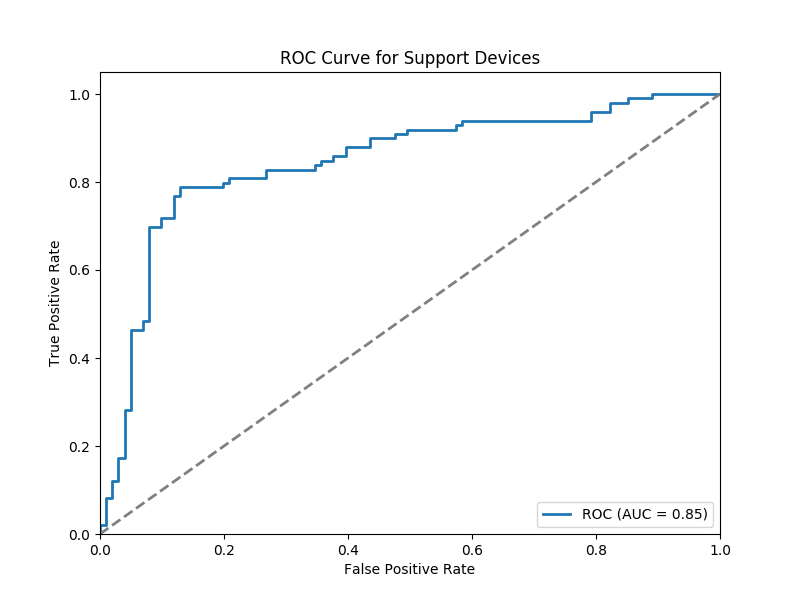 ROC Curve for Support Devices
True Positive Rate
1.0
0.8
0.6
0.4
0.2
0.0
ROC (AUC = 0.85)
0.0 0.2 0.4 0.6 0.8 1.0
False Positive Rate